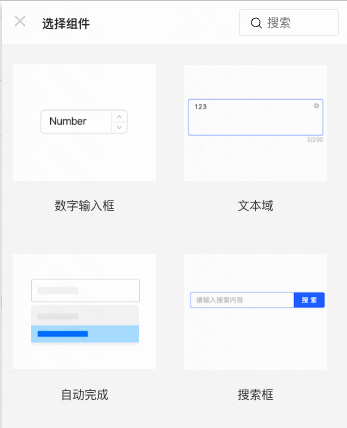 选择组件
搜索
Number
123
3/200
数字输入框
文本域
请输入搜索内容
搜索
自动完成
搜索框